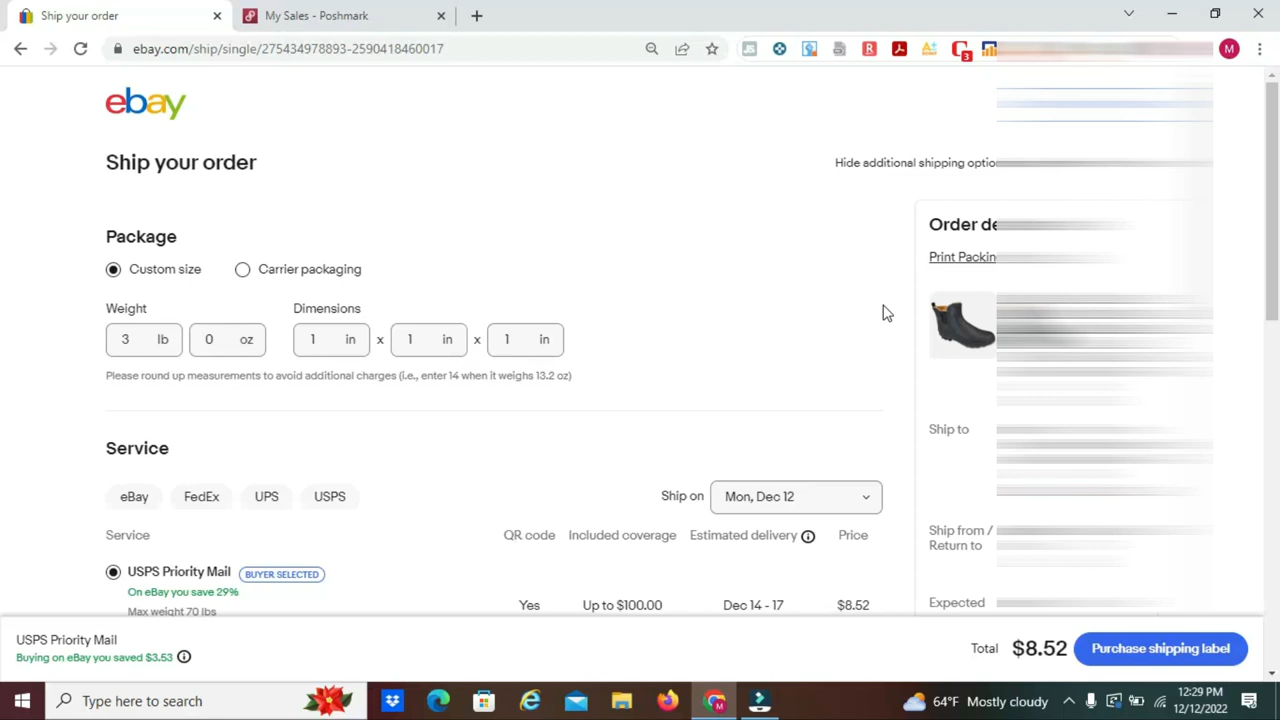 Ship your order
My Sales - Poshmark
ebay.com/ship/single/275434978893-2590418460017
3
M
ebay
Ship your order
Hide additional shipping optio
Package
Custom size
Carrier packaging
Weight
Dimensions
3 lb
0 oz
1 in x 1 in x 1 in
Please round up measurements to avoid additional charges (i.e., enter 14 when it weighs 13.2 oz)
Order de
Print Packin
Ship to
Service
eBay FedEx UPS USPS
Ship on Mon, Dec 12
Service QR code Included coverage Estimated delivery Price
Ship from /
Return to
USPS Priority Mail BUYER SELECTED
On eBay you save 29%
Max weight 70 lbs
Yes Up to $100.00 Dec 14 - 17 $8.52
Expected
USPS Priority Mail
Buying on eBay you saved $3.53
Total $8.52 Purchase shipping label
Type here to search
64°F Mostly cloudy
12:29 PM
12/12/2022